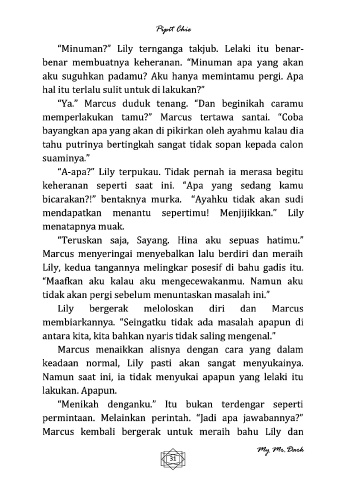 Pipit Chie
"Minuman?" Lily ternganga takjub. Lelaki itu benar-
benar membuatnya keheranan. "Minuman apa yang akan
aku suguhkan padamu? Aku hanya memintamu pergi. Apa
hal itu terlalu sulit untuk di lakukan?"
"Ya." Marcus duduk tenang. "Dan beginikah caramu
memperlakukan tamu?" Marcus tertawa santai. "Coba
bayangkan apa yang akan di pikirkan oleh ayahmu kalau dia
tahu putrinya bertingkah sangat tidak sopan kepada calon
suaminya."
"A-apa?" Lily terpukau. Tidak pernah ia merasa begitu
keheranan seperti saat ini. "Apa yang sedang kamu
bicarakan?!" bentaknya murka. "Ayahku tidak akan sudi
mendapatkan menantu sepertimu! Menjijikkan." Lily
menatapnya muak.
"Teruskan saja, Sayang. Hina aku sepuas hatimu."
Marcus menyeringai menyebalkan lalu berdiri dan meraih
Lily, kedua tangannya melingkar posesif di bahu gadis itu.
"Maafkan aku kalau aku mengecewakanmu. Namun aku
tidak akan pergi sebelum menuntaskan masalah ini."
Lily bergerak meloloskan diri dan Marcus
membiarkannya. "Seingatku tidak ada masalah apapun di
antara kita, kita bahkan nyaris tidak saling mengenal."
Marcus menaikkan alisnya dengan cara yang dalam
keadaan normal, Lily pasti akan sangat menyukainya.
Namun saat ini, ia tidak menyukai apapun yang lelaki itu
lakukan. Apapun.
"Menikah denganku." Itu bukan terdengar seperti
permintaan. Melainkan perintah. "Jadi apa jawabannya?"
Marcus kembali bergerak untuk meraih bahu Lily dan
My Mr. Dark
31